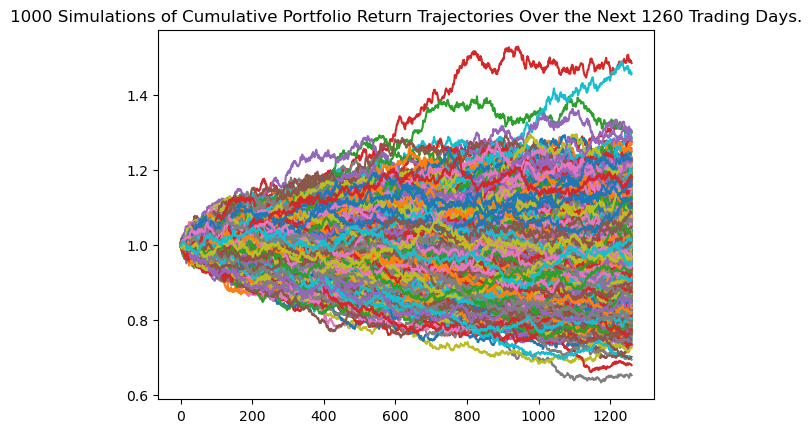 1000 Simulations of Cumulative Portfolio Return Trajectories Over the Next 1260 Trading Days.
1.4
1.2
1.0
0.8
0.6
0 200 400 600 800 1000 1200